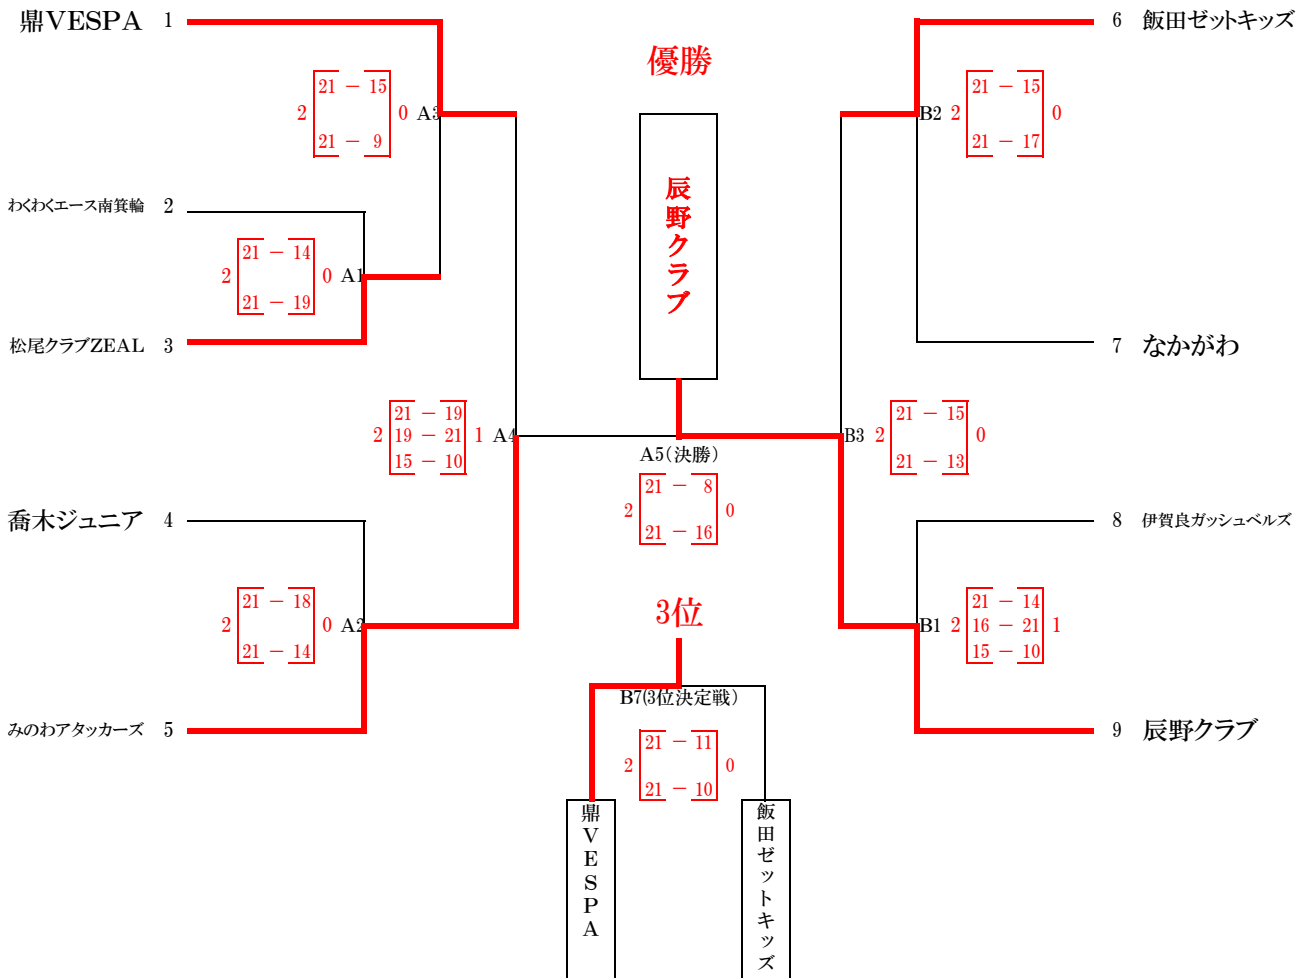 鼎VESPA 1
6 飯田ゼットキッズ
優勝
21 － 15
2 0 A3
21 － 9
B2 2 0
21 － 15
21 － 17
辰野クラブ
わくわくエース南箕輪 2
21 － 14
2 0 A1
21 － 19
松尾クラブZEAL 3
7 なかがわ
21 － 19
2 19 － 21 1 A4
15 － 10
B3 2 0
21 － 15
21 － 13
A5（決勝）
21 － 8
2 0
21 － 16
喬木ジュニア 4
8 伊賀良ガッシュベルズ
21 － 18
2 0 A2
21 － 14
3位
21 － 14
B1 2 16 － 21 1
15 － 10
みのわアタッカーズ 5
9 辰野クラブ
B7(3位決定戦）
21 － 11
2 0
21 － 10
鼎VESPA
飯田ゼットキッズ